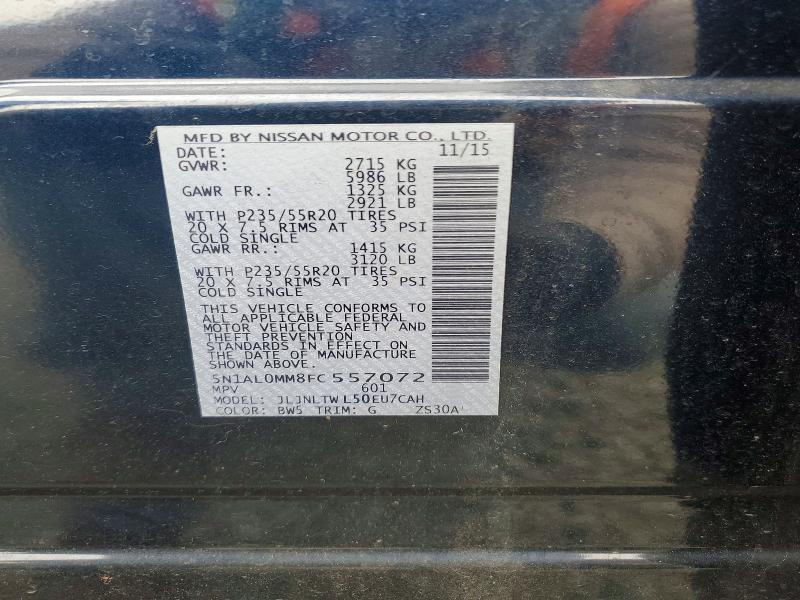 MFD BY NISSAN MOTOR CO., LTD.
DATE: 11/15
GVWR: 2715 KG
5986 LB
GAWR FR.: 1325 KG
2921 LB
WITH P235/55R20 TIRES
20 X 7.5 RIMS AT 35 PSI
COLD SINGLE
GAWR RR.: 1415 KG
3120 LB
WITH P235/55R20 TIRES
20 X 7.5 RIMS AT 35 PSI
COLD SINGLE
THIS VEHICLE CONFORMS TO
ALL APPLICABLE FEDERAL
MOTOR VEHICLE SAFETY AND
THEFT PREVENTION
STANDARDS IN EFFECT ON
THE DATE OF MANUFACTURE
SHOWN ABOVE.
5N1AL0MM8FC 557072
MPV 601
MODEL: JLJNLTW L50EU7CAH
COLOR: BW5 TRIM: G ZS30A